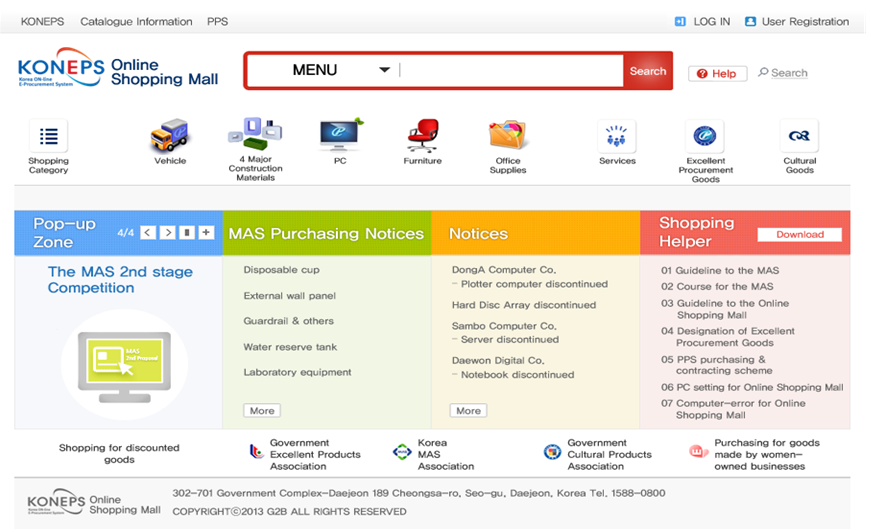 KONEPS Catalogue Information PPS LOG IN User Registration
KONEPS Online
Korea ON-line
E-Procurement System Shopping Mall
MENU Search Help Search
Shopping
Category
Vehicle
4 Major
Construction
Materials
PC
Furniture
Office
Supplies
Services
Excellent
Procurement
Goods
Cultural
Goods
Pop-up
Zone
4/4
The MAS 2nd stage
Competition
MAS
2nd Proposal
MAS Purchasing Notices
Disposable cup
External wall panel
Guardrail & others
Water reserve tank
Laboratory equipment
More
Notices
DongA Computer Co,
- Plotter computer discontinued
Hard Disc Array discontinued
Sambo Computer Co,
- Server discontinued
Daewon Digital Co,
- Notebook discontinued
More
Shopping
Helper
Download
01 Guideline to the MAS
02 Course for the MAS
03 Guideline to the Online
Shopping Mall
04 Designation of Excellent
Procurement Goods
05 PPS purchasing &
contracting scheme
06 PC setting for Online Shopping Mall
07 Computer-error for Online
Shopping Mall
Shopping for discounted
goods
Government
Excellent Products
Association
Korea
MAS
Association
Government
Cultural Products
Association
Purchasing for goods
made by women-
owned businesses
KONEPS Online
Shopping Mall
302-701 Government Complex-Daejeon 189 Cheongsa-ro, Seo-gu, Daejeon, Korea Tel, 1588-0800
COPYRIGHTⓒ2013 G2B ALL RIGHTS RESERVED